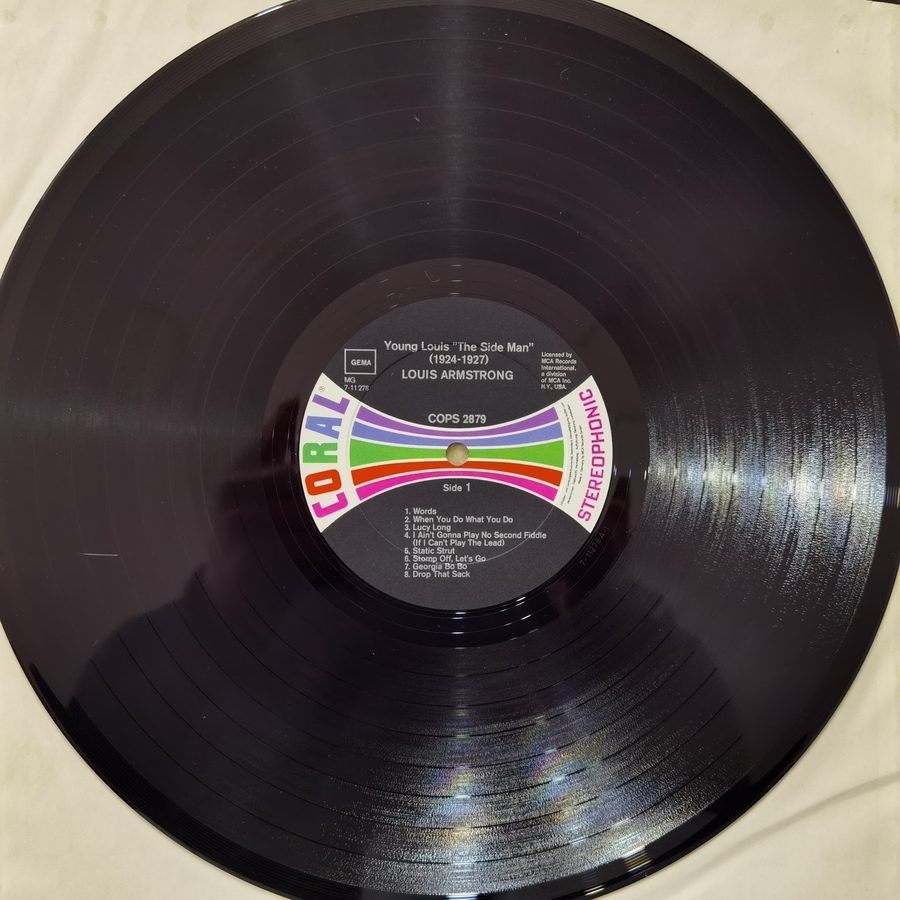 Young Louis "The Side Man"
(1924-1927)
LOUIS ARMSTRONG
GEMA
MG
7-11 278
Licensed by
MCA Records
International,
a division
of MCA Inc.
N.Y., USA.
CORAL®
COPS 2879
STEREOPHONIC
Side 1
1. Words
2. When You Do What You Do
3. Lucy Long
4. I Ain't Gonna Play No Second Fiddle
(If I Can't Play The Lead)
5. Static Strut
6. Stomp Off, Let's Go
7. Georgia Bo Bo
8. Drop That Sack